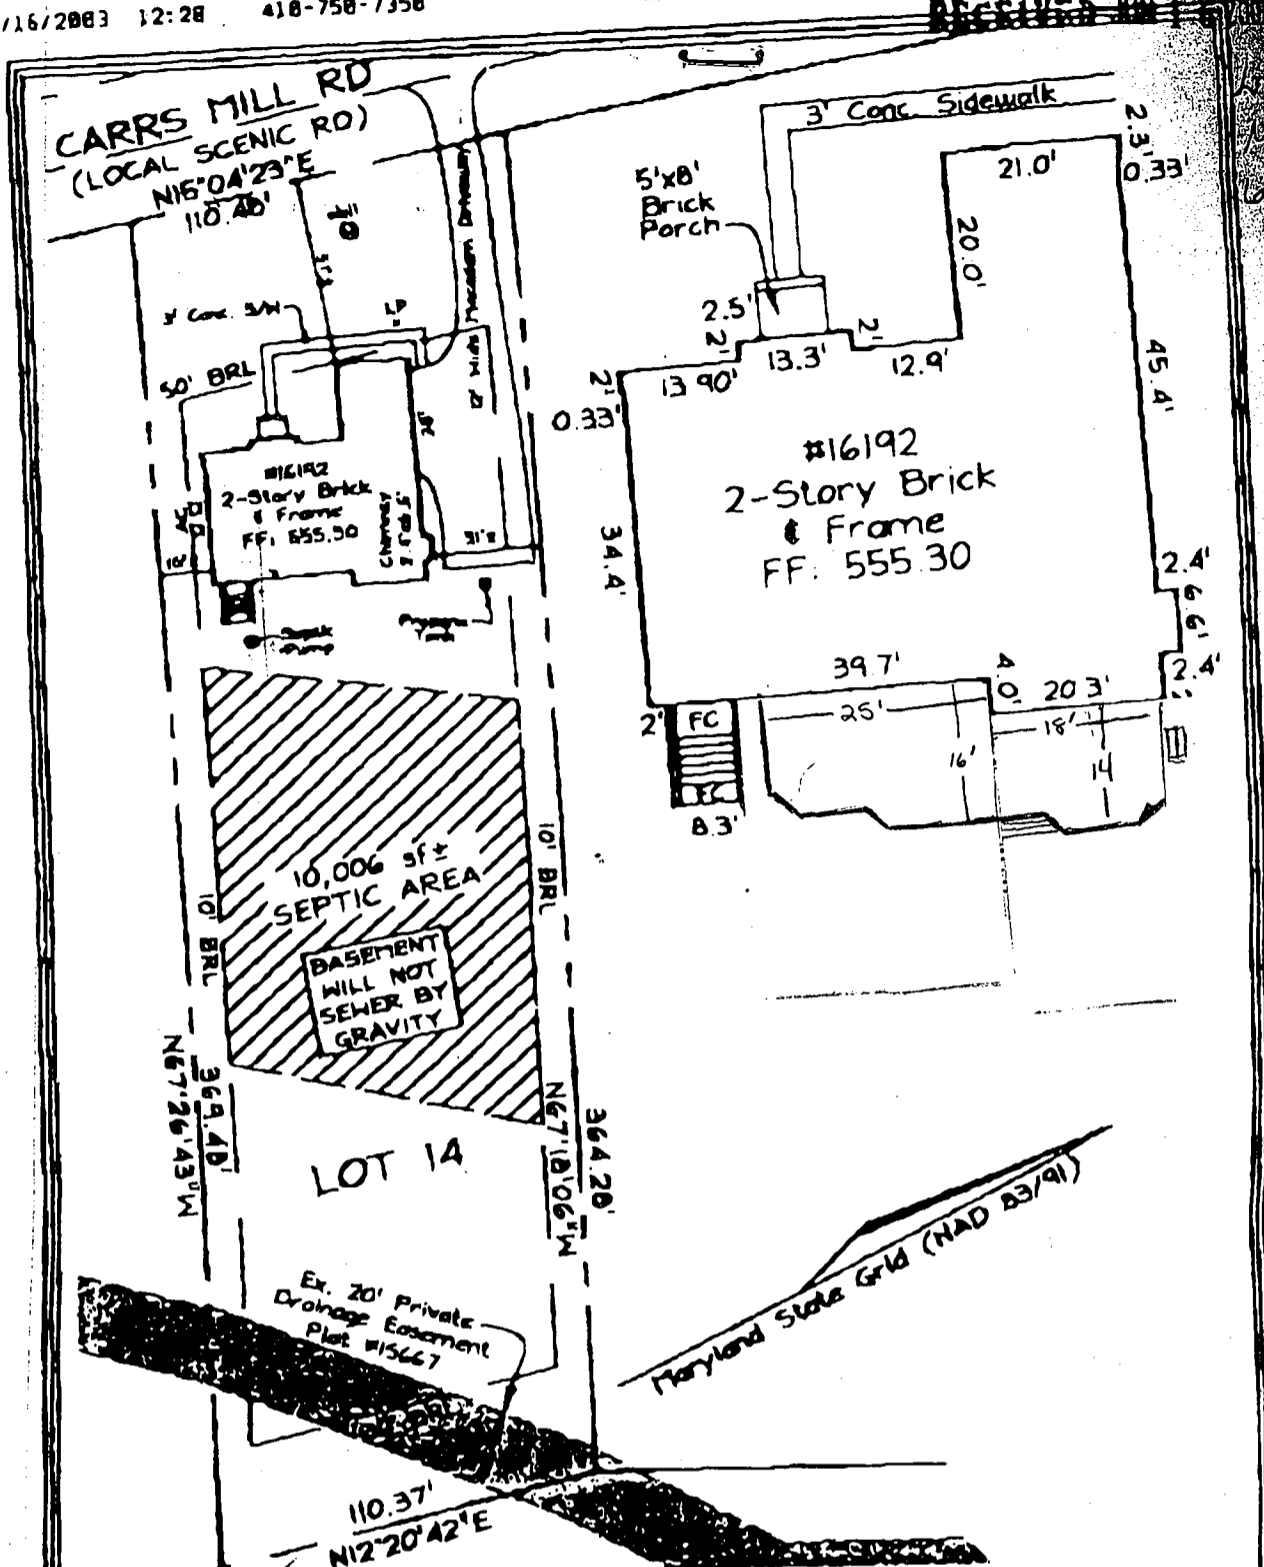 /16/2003 12:28 410-750-7350
CARRS MILL RD
(LOCAL SCENIC RD)
N16°04'23"E
110.40'
3' Conc. S/W
50' BRL
#16192
2-Story Brick
& Frame
FF: 555.30
Chimney
Propane
Tank
10,006 sf ±
SEPTIC AREA
BASEMENT
WILL NOT
SEWER BY
GRAVITY
10' BRL
10' BRL
N67°26'43"W
369.48'
N67°18'06"W
364.28'
LOT 14
Ex. 20' Private
Drainage Easement
Plat #15667
110.37'
N12°20'42"E
3' Conc. Sidewalk
5'x8'
Brick
Porch
2.3'
0.33'
21.0'
20.0'
2.5'
2'
2'
13.3'
12.9'
13.90'
2'
0.33'
45.4'
#16192
2-Story Brick
& Frame
FF: 555.30
34.4'
2.4'
6.6'
2.4'
39.7'
4.0'
20.3'
2'
FC
25'
18'
16'
14
8.3'
Maryland State Grid (NAD 83/91)